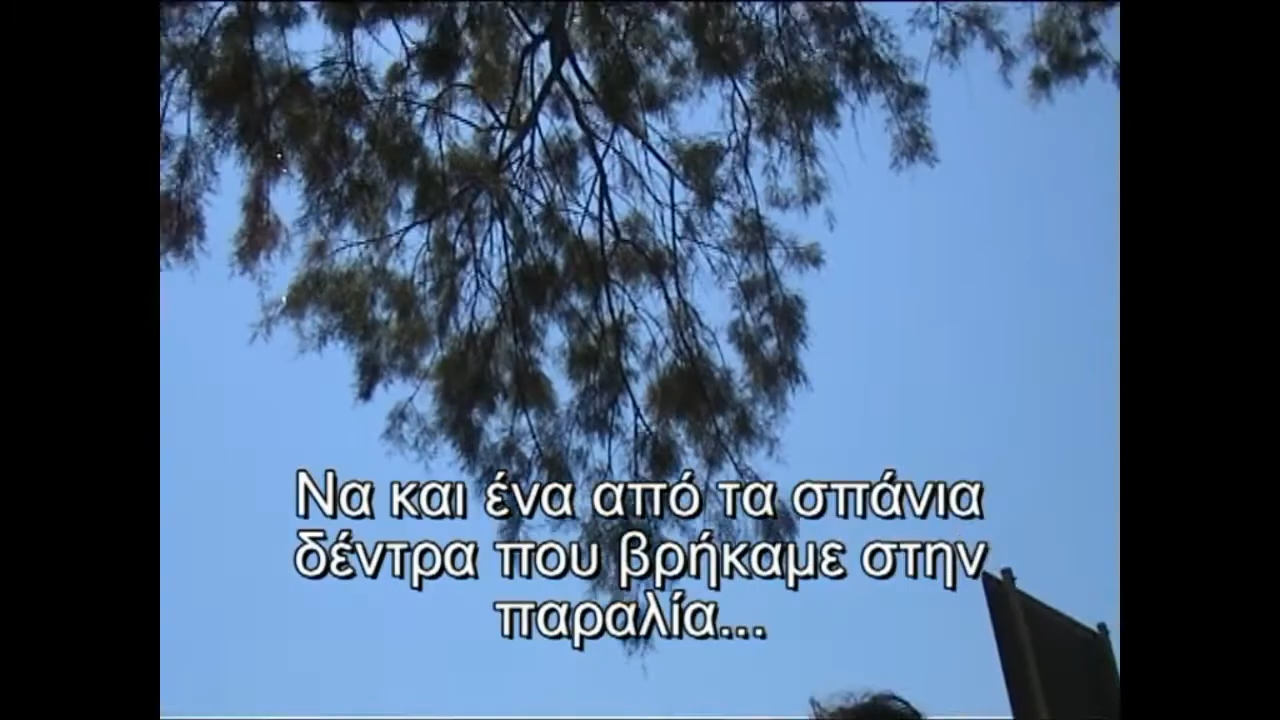 Να και ένα από τα σπάνια
δέντρα που βρήκαμε στην
παραλία...